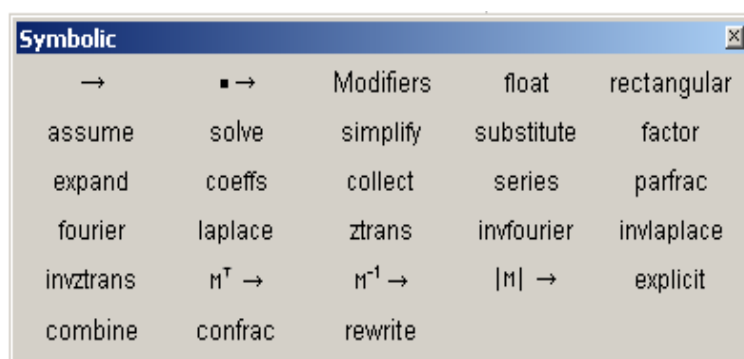 Symbolic
→ ▪ → Modifiers float rectangular
assume solve simplify substitute factor
expand coeffs collect series parfrac
fourier laplace ztrans invfourier invlaplace
invztrans Mᵀ → M⁻¹ → |M| → explicit
combine confrac rewrite